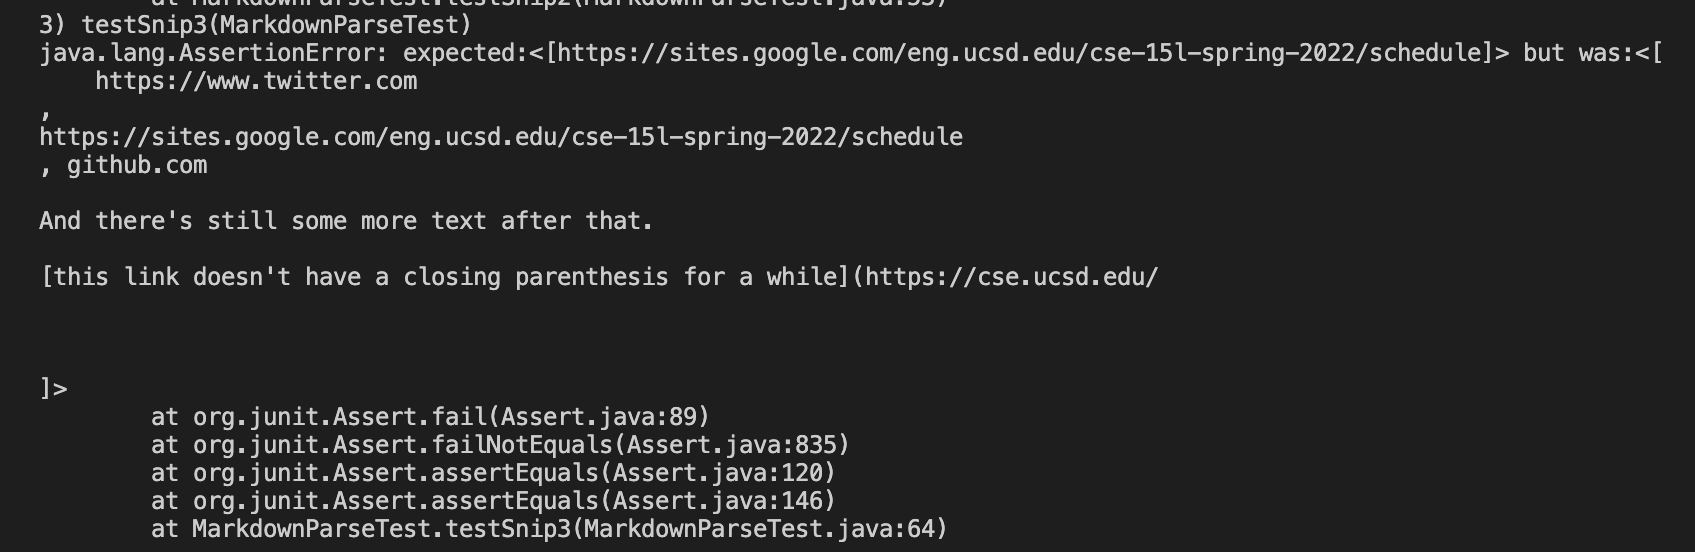 at MarkdownParseTest.testSnip2(MarkdownParseTest.java:53)
3) testSnip3(MarkdownParseTest)
java.lang.AssertionError: expected:<[https://sites.google.com/eng.ucsd.edu/cse-15l-spring-2022/schedule]> but was:<[
    https://www.twitter.com
,
https://sites.google.com/eng.ucsd.edu/cse-15l-spring-2022/schedule
, github.com

And there's still some more text after that.

[this link doesn't have a closing parenthesis for a while](https://cse.ucsd.edu/



]>
        at org.junit.Assert.fail(Assert.java:89)
        at org.junit.Assert.failNotEquals(Assert.java:835)
        at org.junit.Assert.assertEquals(Assert.java:120)
        at org.junit.Assert.assertEquals(Assert.java:146)
        at MarkdownParseTest.testSnip3(MarkdownParseTest.java:64)